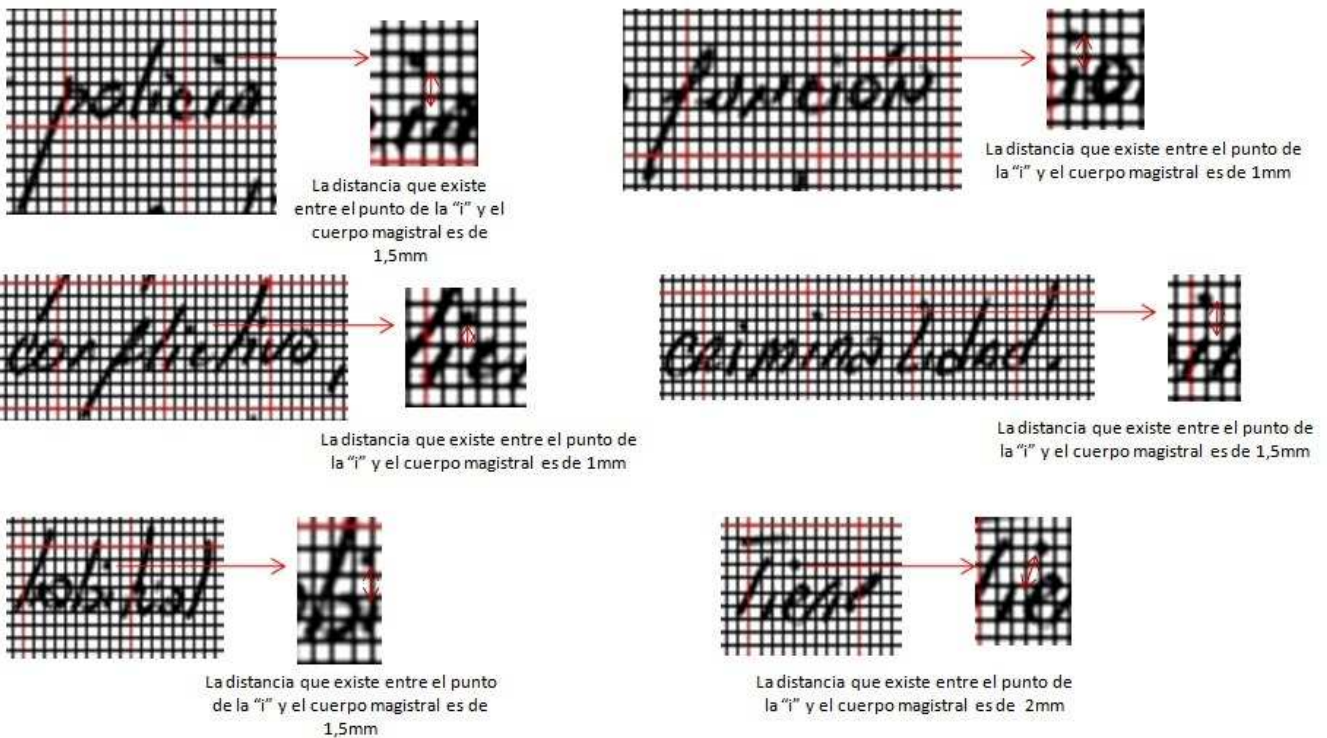 policia
La distancia que existe
entre el punto de la "i" y el
cuerpo magistral es de
1,5mm
función
La distancia que existe entre el punto de
la "i" y el cuerpo magistral es de 1mm
conflictivo,
La distancia que existe entre el punto de
la "i" y el cuerpo magistral es de 1mm
criminalidad.
La distancia que existe entre el punto de
la "i" y el cuerpo magistral es de 1,5mm
habitual
La distancia que existe entre el punto
de la "i" y el cuerpo magistral es de
1,5mm
La distancia que existe entre el punto de
la "i" y el cuerpo magistral es de 2mm